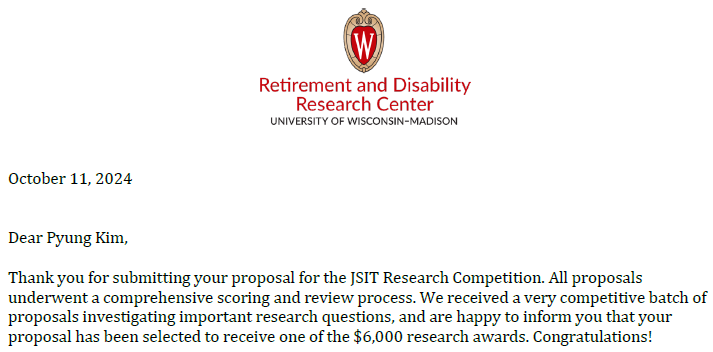 W
Retirement and Disability
Research Center
UNIVERSITY OF WISCONSIN–MADISON
October 11, 2024
Dear Pyung Kim,
Thank you for submitting your proposal for the JSIT Research Competition. All proposals
underwent a comprehensive scoring and review process. We received a very competitive batch of
proposals investigating important research questions, and are happy to inform you that your
proposal has been selected to receive one of the $6,000 research awards. Congratulations!